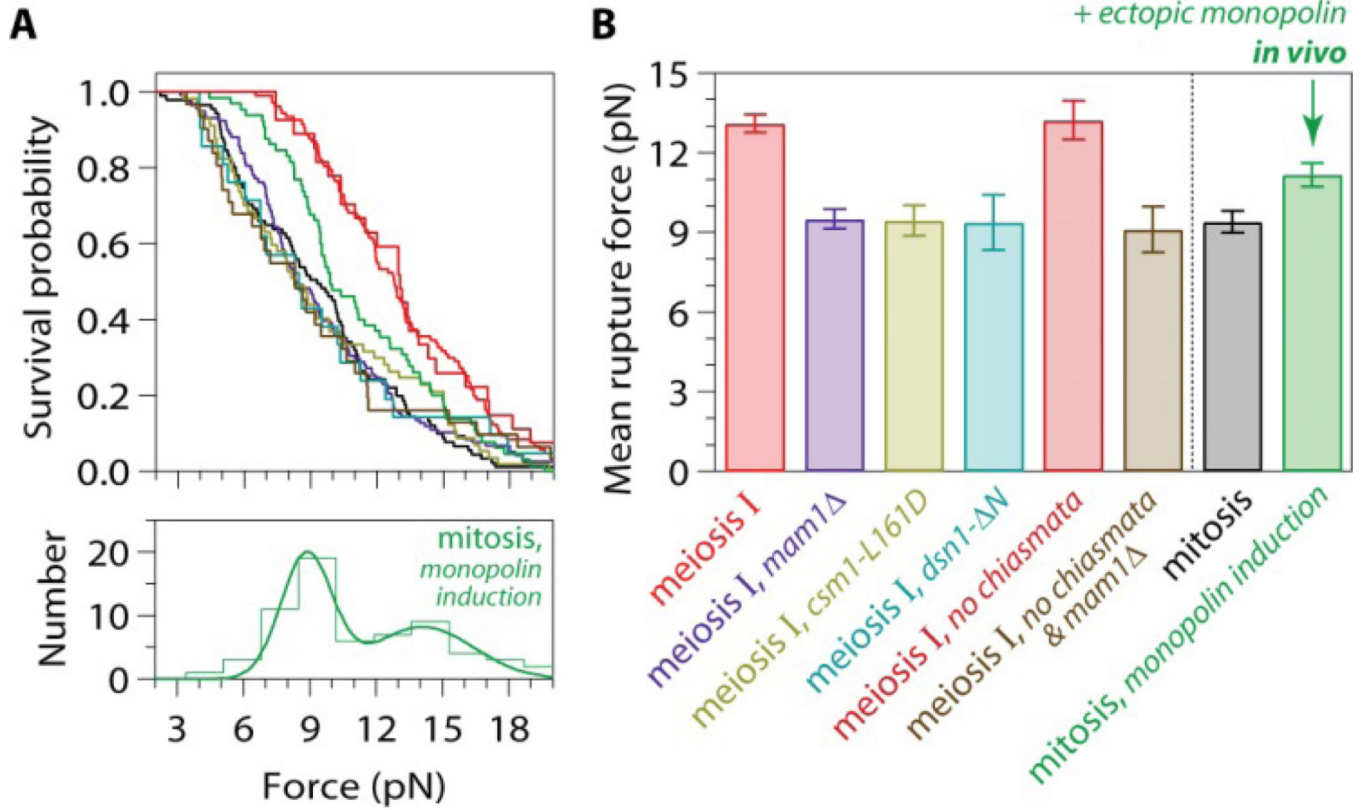 A
Survival probability
1.0
0.8
0.6
0.4
0.2
0.0
Number
20
10
0
mitosis,
monopolin
induction
3 6 9 12 15 18
Force (pN)
B
+ ectopic monopolin
in vivo
Mean rupture force (pN)
15
12
9
6
3
0
meiosis I
meiosis I, mam1Δ
meiosis I, csm1-L161D
meiosis I, dsn1-ΔN
meiosis I, no chiasmata
meiosis I, no chiasmata
& mam1Δ
mitosis
mitosis, monopolin induction